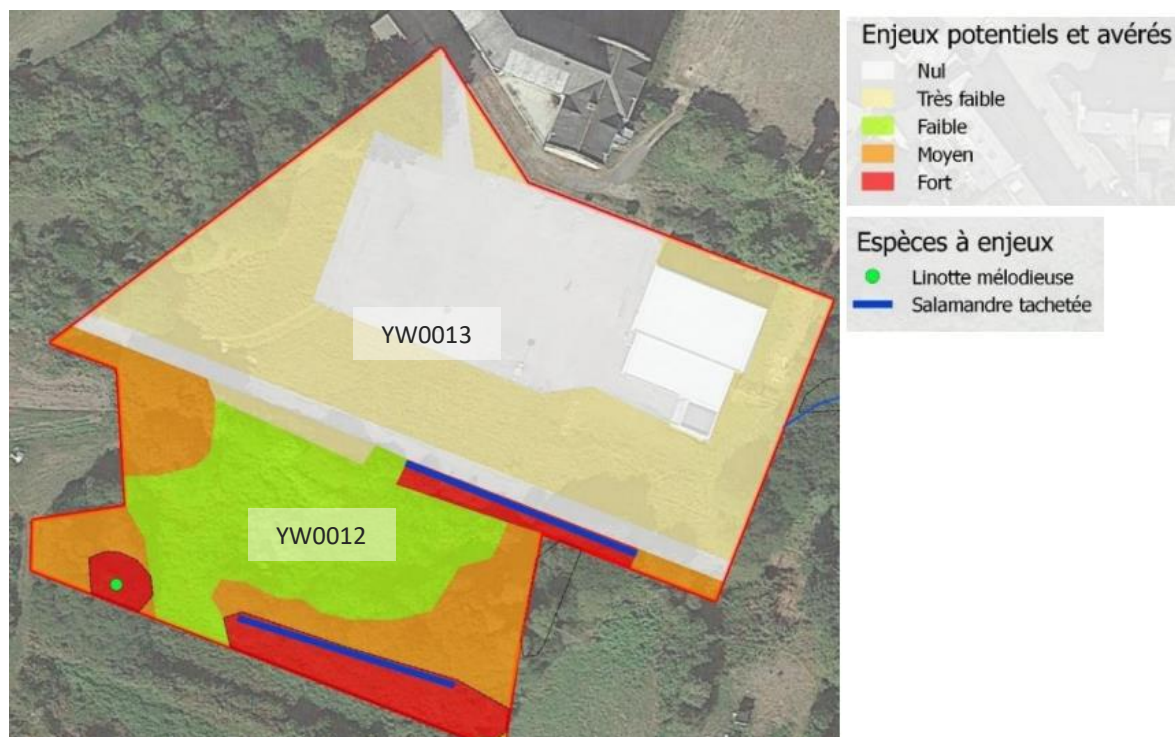 YW0013
YW0012
Enjeux potentiels et avérés
Nul
Très faible
Faible
Moyen
Fort
Espèces à enjeux
Linotte mélodieuse
Salamandre tachetée